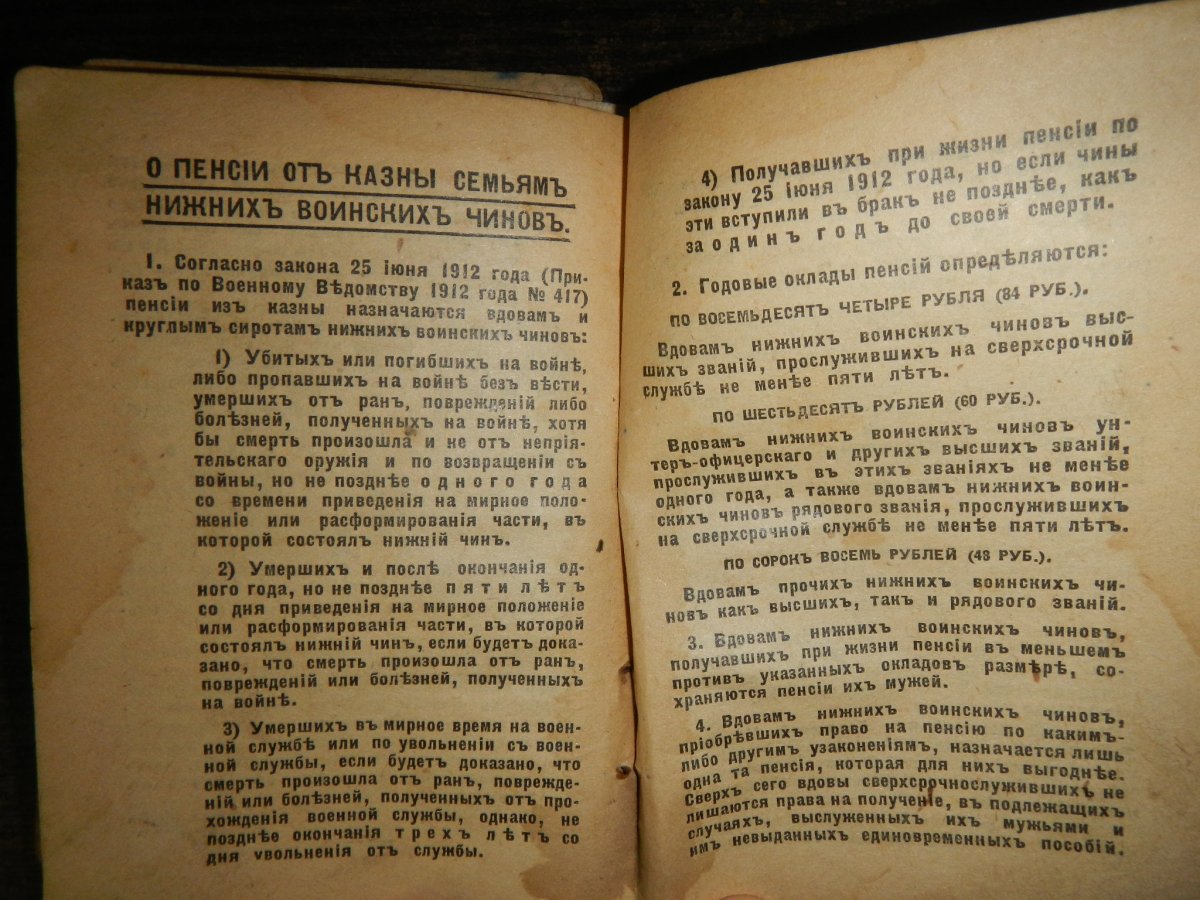 О ПЕНСІИ ОТЪ КАЗНЫ СЕМЬЯМЪ
НИЖНИХЪ ВОИНСКИХЪ ЧИНОВЪ.
1. Согласно закона 25 іюня 1912 года (При-
казъ по Военному Вѣдомству 1912 года № 417)
пенсіи изъ казны назначаются вдовамъ и
круглымъ сиротамъ нижнихъ воинскихъ чиновъ:
1) Убитыхъ или погибшихъ на войнѣ,
либо пропавшихъ на войнѣ безъ вѣсти,
умершихъ отъ ранъ, поврежденій либо
болѣзней, полученныхъ на войнѣ, хотя
бы смерть произошла и не отъ непрія-
тельскаго оружія и по возвращеніи съ
войны, но не позднѣе одного года
со времени приведенія на мирное поло-
женіе или расформированія части, въ
которой состоялъ нижній чин.
2) Умершихъ и послѣ окончанія од-
ного года, но не позднѣе пяти лѣтъ
со дня приведенія на мирное положеніе
или расформированія части, въ которой
состоялъ нижній чин, если будетъ дока-
зано, что смерть произошла отъ ранъ,
поврежденій или болѣзней, полученныхъ
на войнѣ.
3) Умершихъ въ мирное время на воен-
ной службѣ или по увольненіи съ воен-
ной службы, если будетъ доказано, что
смерть произошла отъ ранъ, поврежде-
ній или болѣзней, полученныхъ отъ про-
хожденія военной службы, однако, не
позднѣе окончанія трехъ лѣтъ со
дня увольненія отъ службы.
4) Получавшихъ при жизни пенсіи по
закону 25 іюня 1912 года, но если чины
эти вступили въ бракъ не позднѣе, какъ
за одинъ годъ до своей смерти.
2. Годовые оклады пенсій опредѣляются:
ПО ВОСЕМЬДЕСЯТЪ ЧЕТЫРЕ РУБЛЯ (84 РУБ.).
Вдовамъ нижнихъ воинскихъ чиновъ выс-
шихъ званій, прослужившихъ на сверхсрочной
службѣ не менѣе пяти лѣтъ.
ПО ШЕСТЬДЕСЯТЪ РУБЛЕЙ (60 РУБ.).
Вдовамъ нижнихъ воинскихъ чиновъ ун-
теръ-офицерскаго и другихъ высшихъ званій,
прослужившихъ въ этихъ званіяхъ не менѣе
одного года, а также вдовамъ нижнихъ воин-
скихъ чиновъ рядового званія, прослужившихъ
на сверхсрочной службѣ не менѣе пяти лѣтъ.
ПО СОРОКЪ ВОСЕМЬ РУБЛЕЙ (48 РУБ.).
Вдовамъ прочихъ нижнихъ воинскихъ чи-
новъ какъ высшихъ, такъ и рядового званій.
3. Вдовамъ нижнихъ воинскихъ чиновъ,
получавшихъ при жизни пенсіи въ меньшемъ
противъ указанныхъ окладовъ размѣрѣ, со-
храняются пенсіи ихъ мужей.
4. Вдовамъ нижнихъ воинскихъ чиновъ,
пріобрѣвшихъ право на пенсію по какимъ-
либо другимъ узаконеніямъ, назначается лишь
одна та пенсія, которая для нихъ выгоднѣе.
Сверхъ сего вдовы сверхсрочнослужившихъ не
лишаются права на полученіе, въ подлежащихъ
случаяхъ, выслуженныхъ ихъ мужьями и
имъ невыданныхъ единовременныхъ пособій.